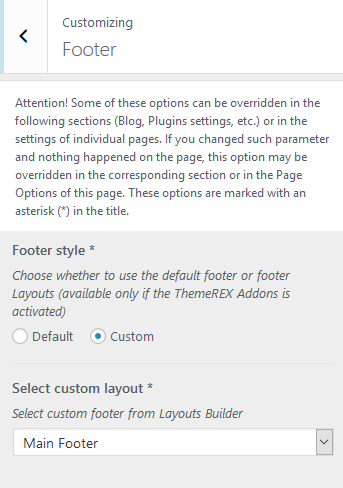 Customizing
Footer
Attention! Some of these options can be overridden in the
following sections (Blog, Plugins settings, etc.) or in the
settings of individual pages. If you changed such parameter
and nothing happened on the page, this option may be
overridden in the corresponding section or in the Page
Options of this page. These options are marked with an
asterisk (*) in the title.
Footer style *
Choose whether to use the default footer or footer
Layouts (available only if the ThemeREX Addons is
activated)
Default Custom
Select custom layout *
Select custom footer from Layouts Builder
Main Footer